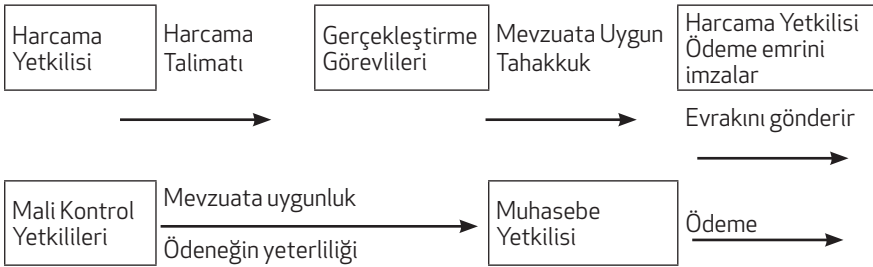 Harcama
Yetkilisi
Harcama
Talimatı
Gerçekleştirme
Görevlileri
Mevzuata Uygun
Tahakkuk
Harcama Yetkilisi
Ödeme emrini
imzalar
Evrakını gönderir
Mali Kontrol
Yetkilileri
Mevzuata uygunluk
Ödeneğin yeterliliği
Muhasebe
Yetkilisi
Ödeme